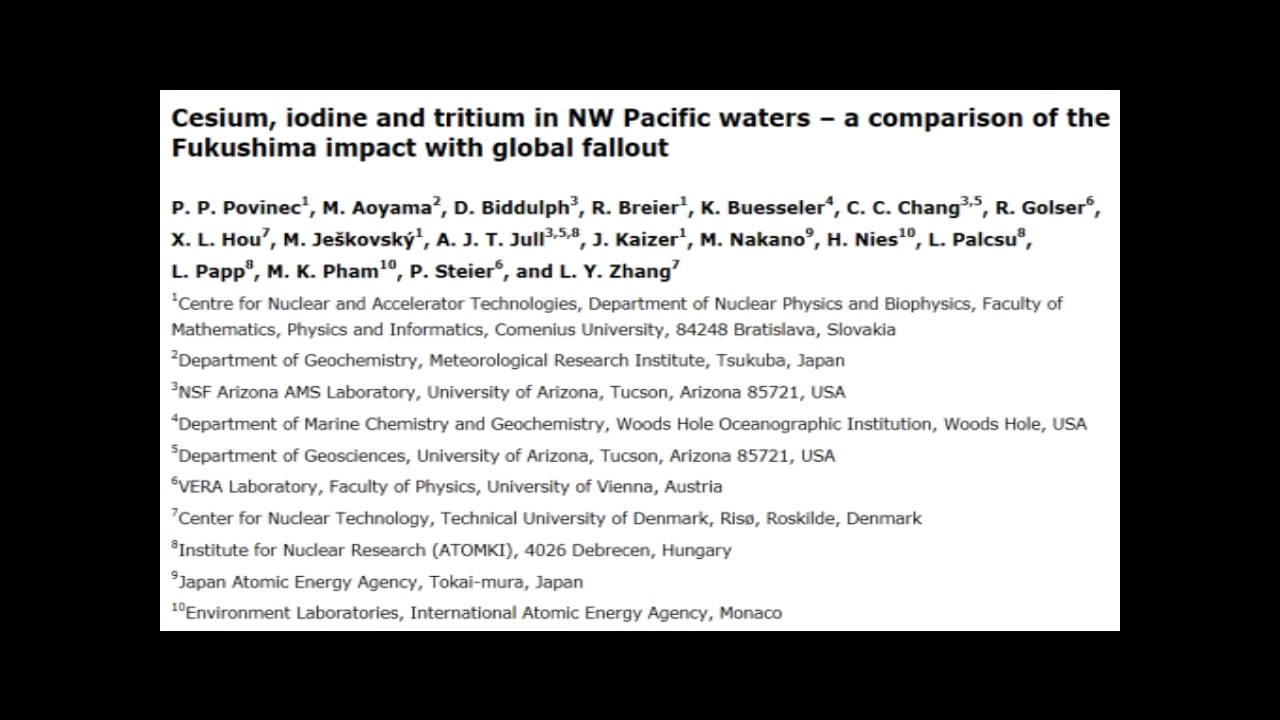 Cesium, iodine and tritium in NW Pacific waters – a comparison of the
Fukushima impact with global fallout
P. P. Povinec1, M. Aoyama2, D. Biddulph3, R. Breier1, K. Buesseler4, C. C. Chang3,5, R. Golser6,
X. L. Hou7, M. Ješkovský1, A. J. T. Jull3,5,8, J. Kaizer1, M. Nakano9, H. Nies10, L. Palcsu8,
L. Papp8, M. K. Pham10, P. Steier6, and L. Y. Zhang7
1Centre for Nuclear and Accelerator Technologies, Department of Nuclear Physics and Biophysics, Faculty of
Mathematics, Physics and Informatics, Comenius University, 84248 Bratislava, Slovakia
2Department of Geochemistry, Meteorological Research Institute, Tsukuba, Japan
3NSF Arizona AMS Laboratory, University of Arizona, Tucson, Arizona 85721, USA
4Department of Marine Chemistry and Geochemistry, Woods Hole Oceanographic Institution, Woods Hole, USA
5Department of Geosciences, University of Arizona, Tucson, Arizona 85721, USA
6VERA Laboratory, Faculty of Physics, University of Vienna, Austria
7Center for Nuclear Technology, Technical University of Denmark, Risø, Roskilde, Denmark
8Institute for Nuclear Research (ATOMKI), 4026 Debrecen, Hungary
9Japan Atomic Energy Agency, Tokai-mura, Japan
10Environment Laboratories, International Atomic Energy Agency, Monaco